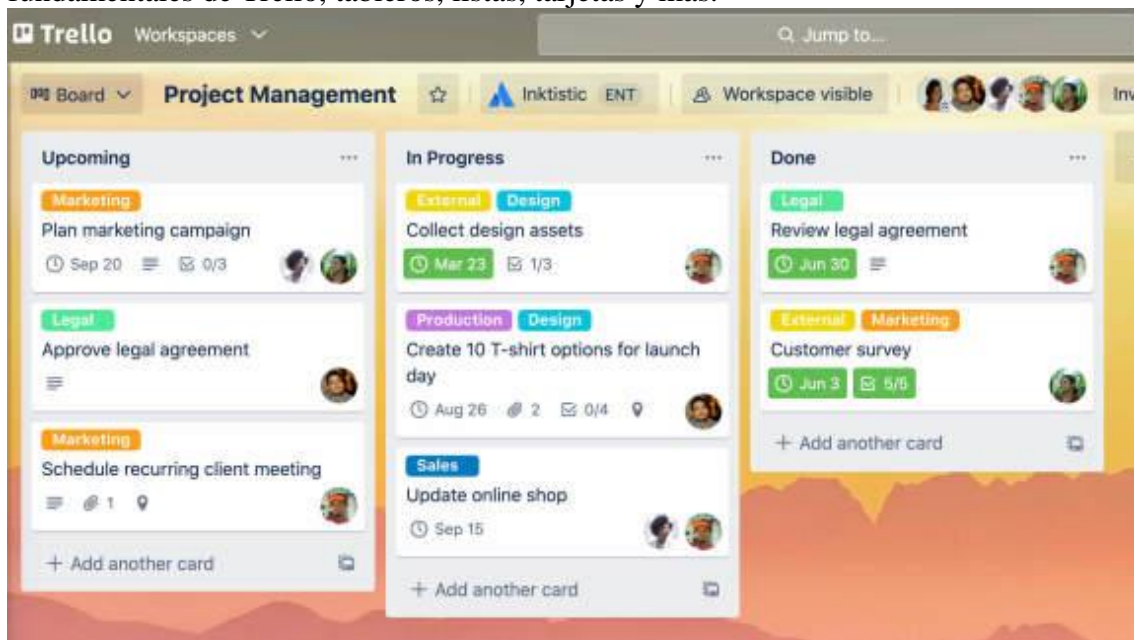 fundamentales de Trello, tableros, listas, tarjetas y más.
Trello Workspaces Jump to...
Board Project Management Inktistic ENT Workspace visible Inv
Upcoming
Marketing
Plan marketing campaign
Sep 20 0/3
Legal
Approve legal agreement
Marketing
Schedule recurring client meeting
1
+ Add another card
In Progress
External Design
Collect design assets
Mar 23 1/3
Production Design
Create 10 T-shirt options for launch
day
Aug 26 2 0/4
Sales
Update online shop
Sep 15
+ Add another card
Done
Legal
Review legal agreement
Jun 30
External Marketing
Customer survey
Jun 3 5/5
+ Add another card